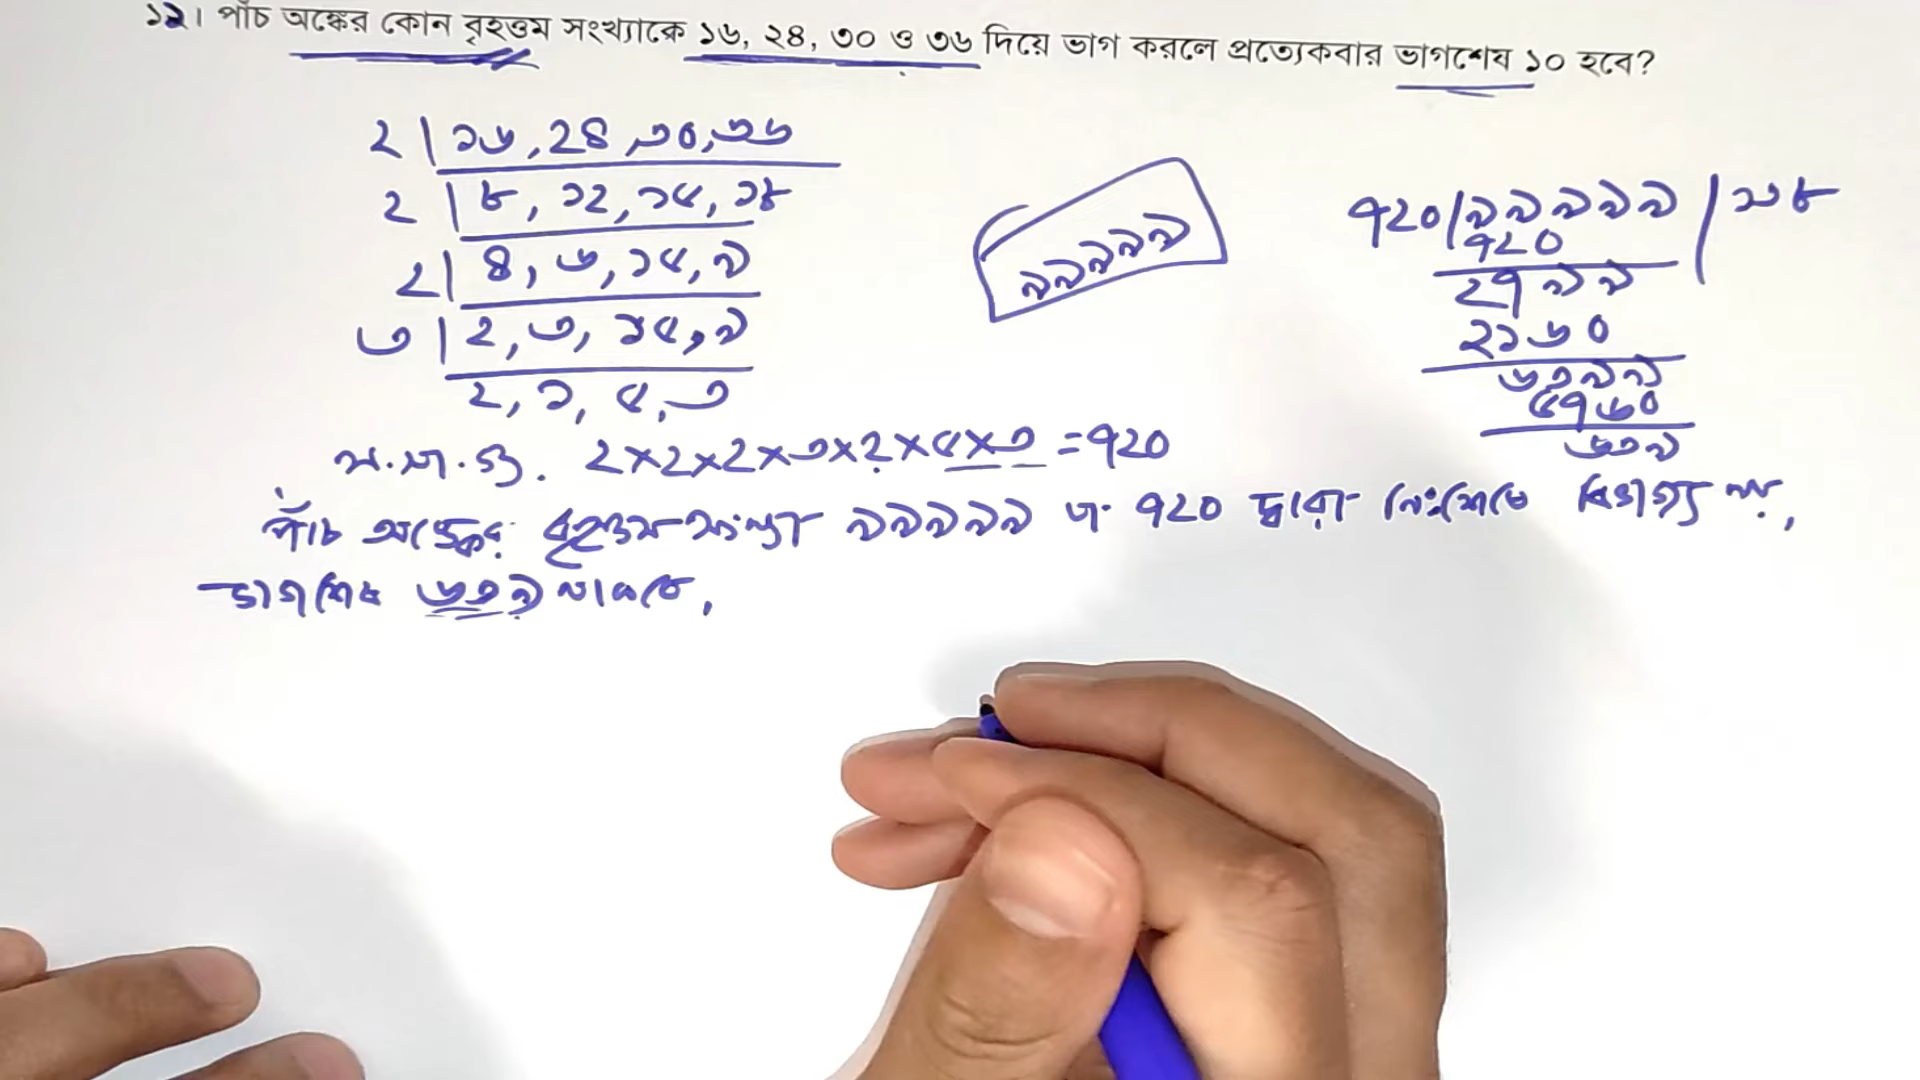 ১২। পাঁচ অঙ্কের কোন বৃহত্তম সংখ্যাকে ১৬, ২৪, ৩০ ও ৩৬ দিয়ে ভাগ করলে প্রত্যেকবার ভাগশেষ ১০ হবে?
২ | ১৬, ২৪, ৩০, ৩৬
২ | ৮, ১২, ১৫, ১৮
২ | ৪, ৬, ১৫, ৯
৩ | ২, ৩, ১৫, ৯
২, ১, ৫, ৩
ল.সা.গু. ২×২×২×৩×২×৫×৩ = ৭২০
৯৯৯৯৯
৭২০ | ৯৯৯৯৯ | ১৩৮
৭২০
২৭৯৯
২১৬০
৬৩৯৯
৫৭৬০
৬৩৯
পাঁচ অঙ্কের বৃহত্তম সংখ্যা ৯৯৯৯৯ যা ৭২০ দ্বারা নিঃশেষে বিভাজ্য নয়,
ভাগশেষ ৬৩৯ থাকবে,